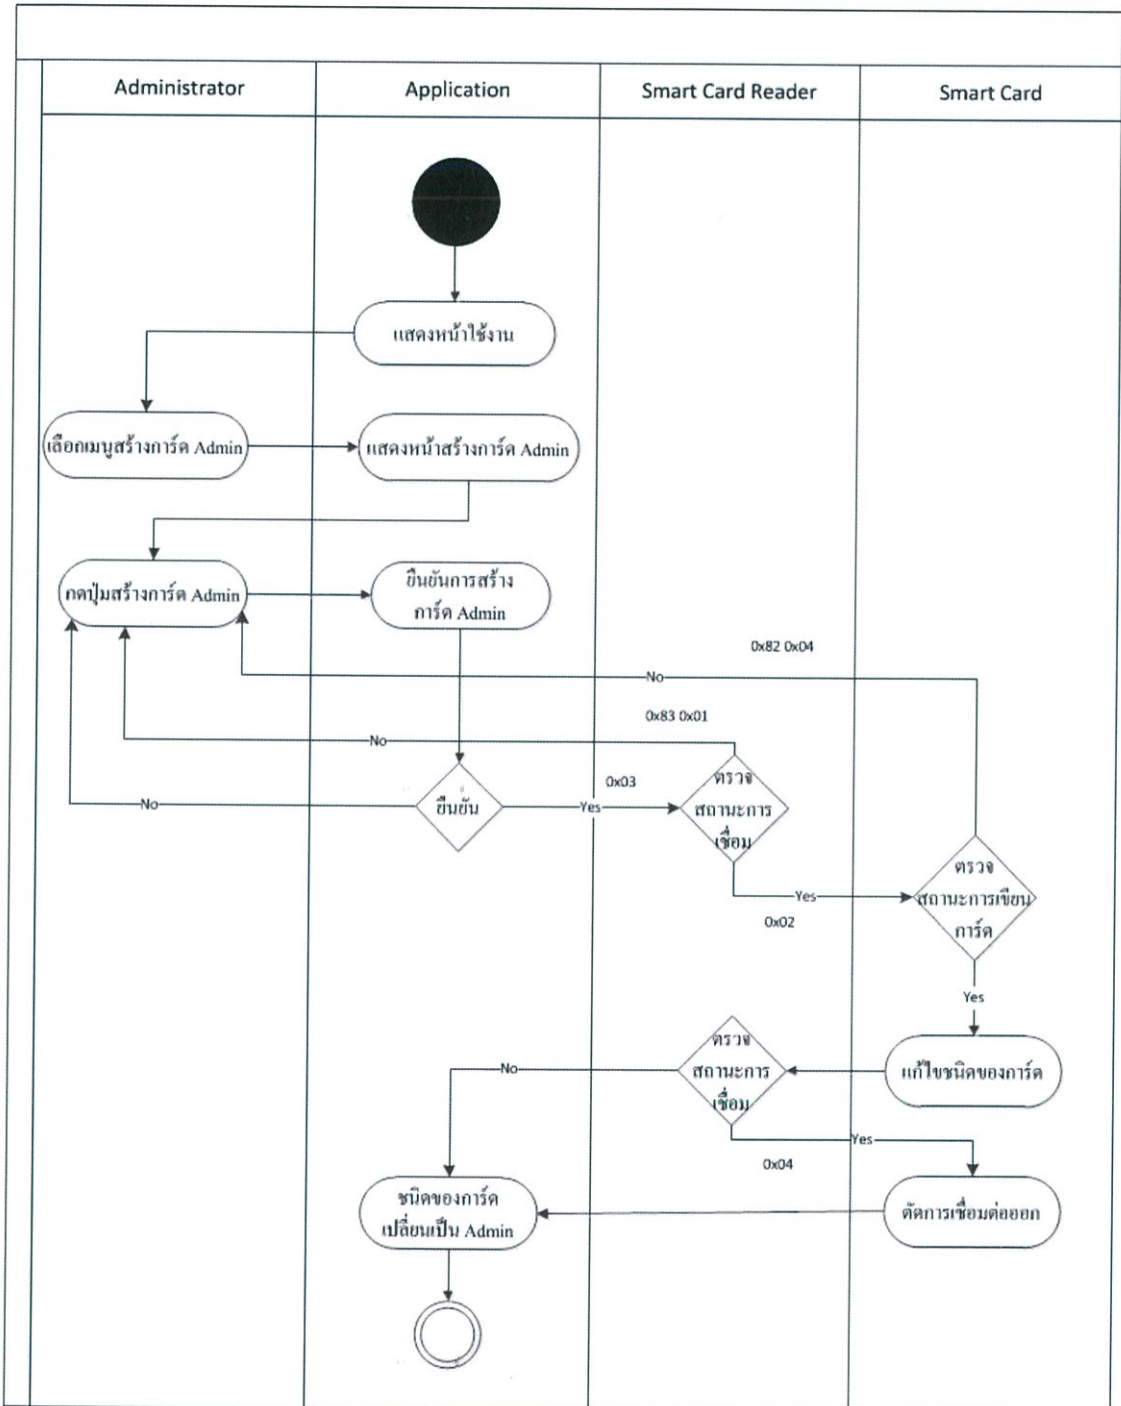 Administrator
Application
Smart Card Reader
Smart Card
แสดงหน้าใช้งาน
เลือกเมนูสร้างการ์ด Admin
แสดงหน้าสร้างการ์ด Admin
กดปุ่มสร้างการ์ด Admin
ยืนยันการสร้าง
การ์ด Admin
0x82 0x04
No
0x83 0x01
No
No
ยืนยัน
Yes
0x03
ตรวจ
สถานะการ
เชื่อม
Yes
0x02
ตรวจ
สถานะการเขียน
การ์ด
Yes
แก้ไขชนิดของการ์ด
ตรวจ
สถานะการ
เชื่อม
No
Yes
0x04
ชนิดของการ์ด
เปลี่ยนเป็น Admin
ตัดการเชื่อมต่อออก